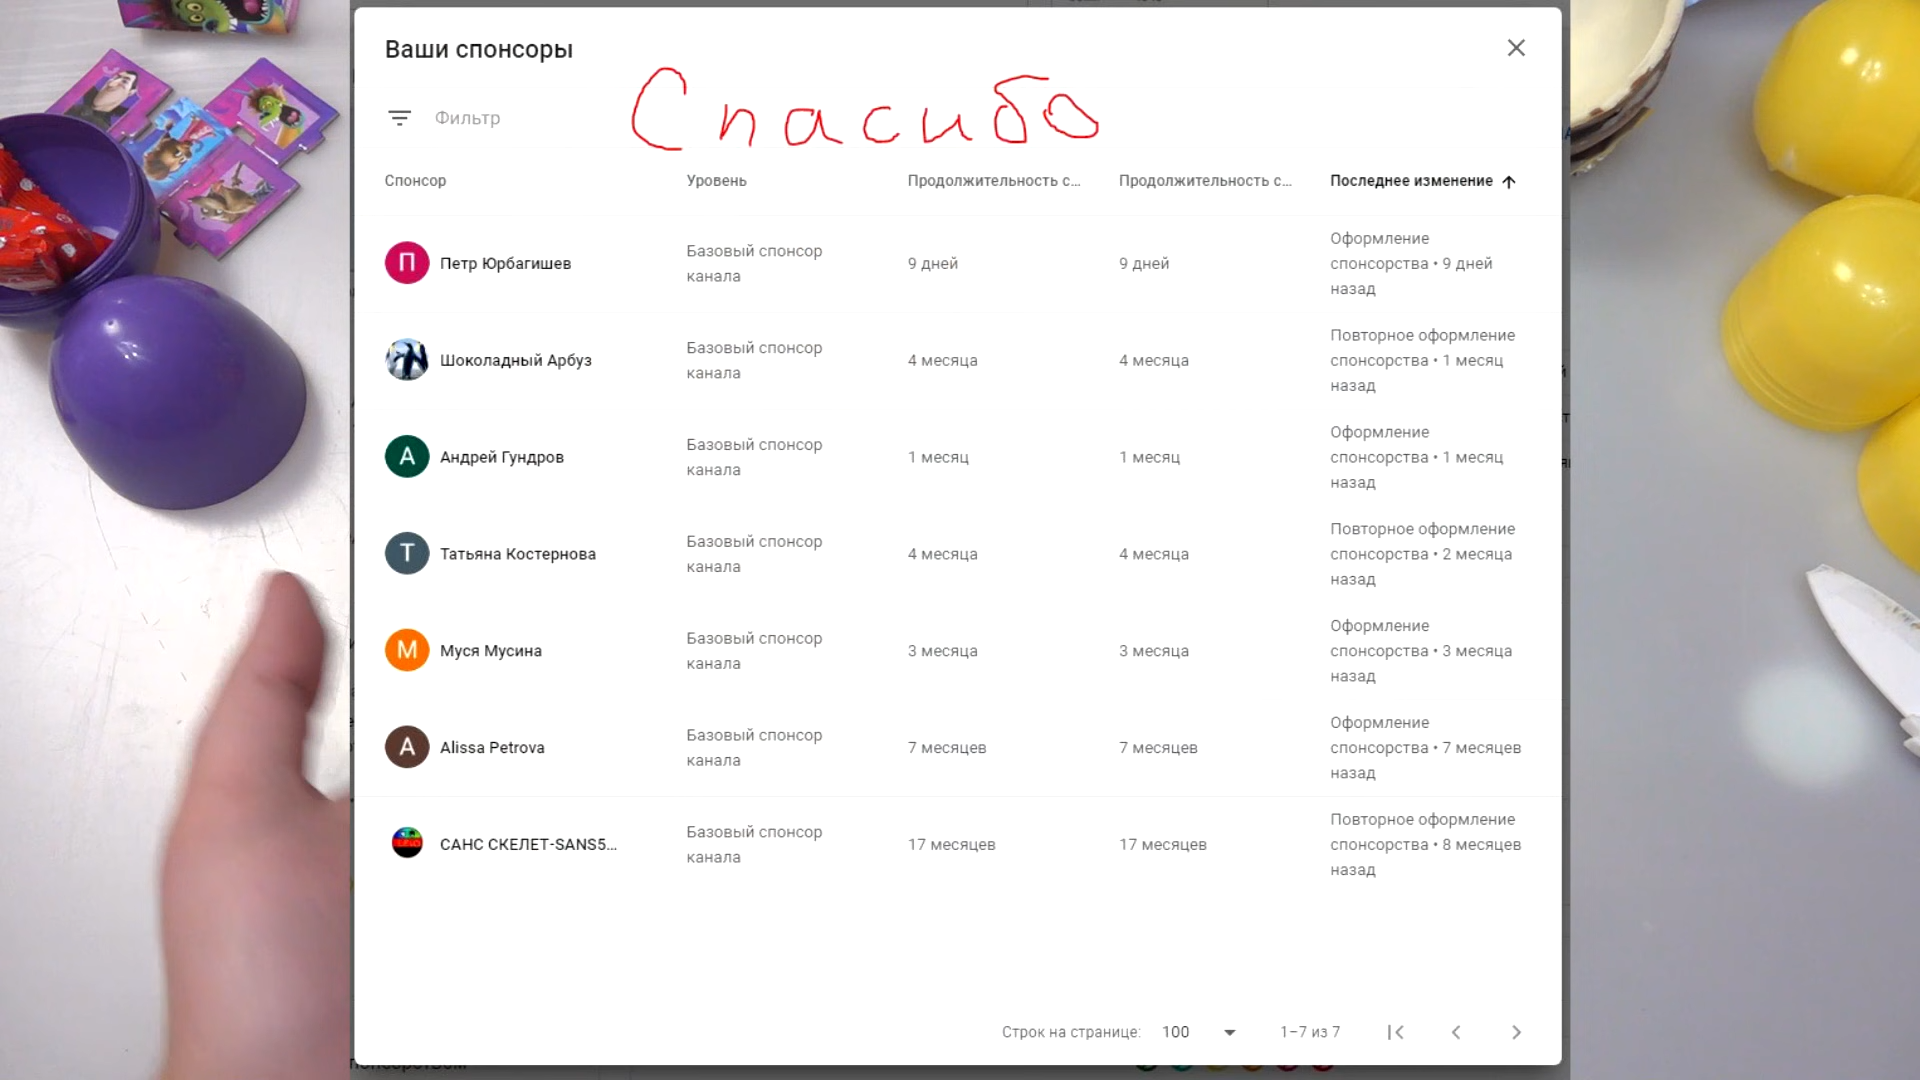 Ваши спонсоры
Спасибо
Фильтр
Спонсор Уровень Продолжительность с... Продолжительность с... Последнее изменение
П Петр Юрбагишев Базовый спонсор канала 9 дней 9 дней Оформление спонсорства • 9 дней назад
Шоколадный Арбуз Базовый спонсор канала 4 месяца 4 месяца Повторное оформление спонсорства • 1 месяц назад
А Андрей Гундров Базовый спонсор канала 1 месяц 1 месяц Оформление спонсорства • 1 месяц назад
Т Татьяна Костернова Базовый спонсор канала 4 месяца 4 месяца Повторное оформление спонсорства • 2 месяца назад
М Муся Мусина Базовый спонсор канала 3 месяца 3 месяца Оформление спонсорства • 3 месяца назад
A Alissa Petrova Базовый спонсор канала 7 месяцев 7 месяцев Оформление спонсорства • 7 месяцев назад
САНС СКЕЛЕТ-SANS5... Базовый спонсор канала 17 месяцев 17 месяцев Повторное оформление спонсорства • 8 месяцев назад
Строк на странице: 100 1–7 из 7